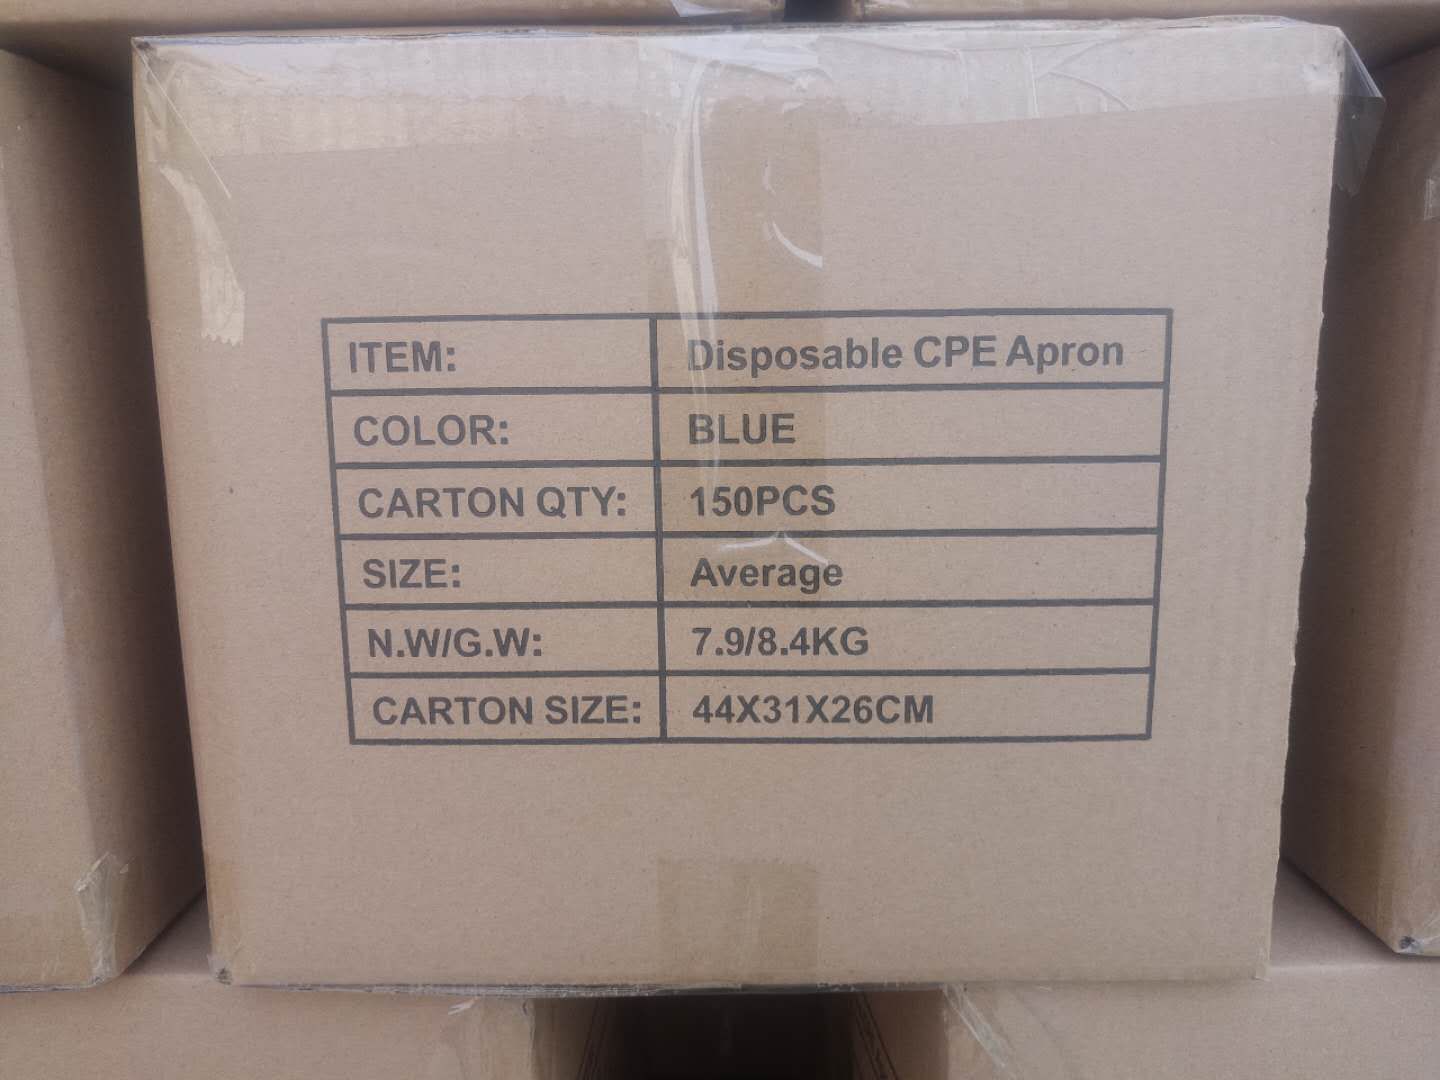 ITEM: Disposable CPE Apron
COLOR: BLUE
CARTON QTY: 150PCS
SIZE: Average
N.W/G.W: 7.9/8.4KG
CARTON SIZE: 44X31X26CM